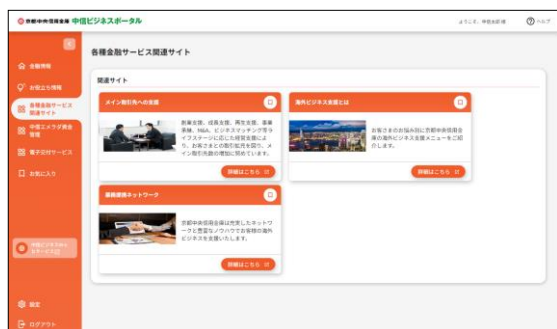 京都中央信用金庫 中信ビジネスポータル
ようこそ、中信太郎 様
ヘルプ
各種金融サービス関連サイト
金融情報
お役立ち情報
各種金融サービス
関連サイト
中信エメラダ資金
管理
電子交付サービス
お気に入り
設定
ログアウト
関連サイト
メイン取引先への支援
創業支援、成長支援、再生支援、事業
承継、M&A、ビジネスマッチング等ラ
イフステージに応じた経営支援によ
り、お客さまとの取引拡充を図り、メ
イン取引先数の増加に努めています。
詳細はこちら
海外ビジネス支援とは
お客さまのお悩み別に京都中央信用金
庫の海外ビジネス支援メニューをご紹
介します。
詳細はこちら
業務提携ネットワーク
京都中央信用金庫は充実したネットワ
ークと豊富なノウハウでお客様の海外
ビジネスを支援いたします。
詳細はこちら